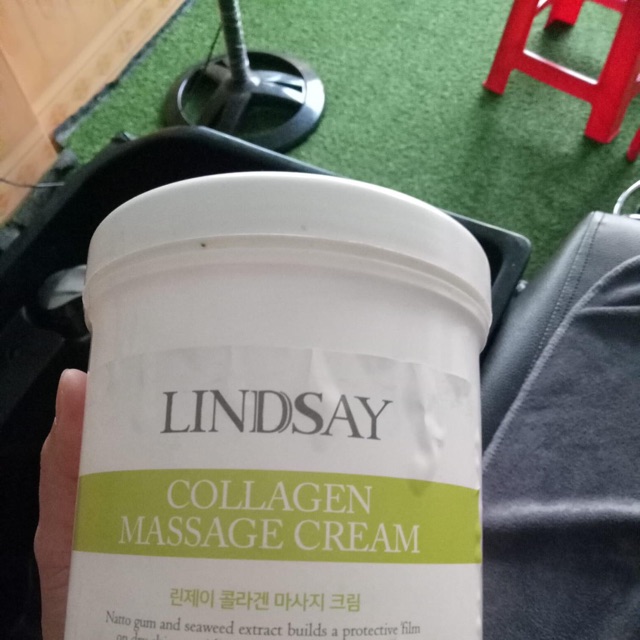 LINDSAY
COLLAGEN
MASSAGE CREAM
린제이 콜라겐 마사지 크림
Natto gum and seaweed extract builds a protective film
on